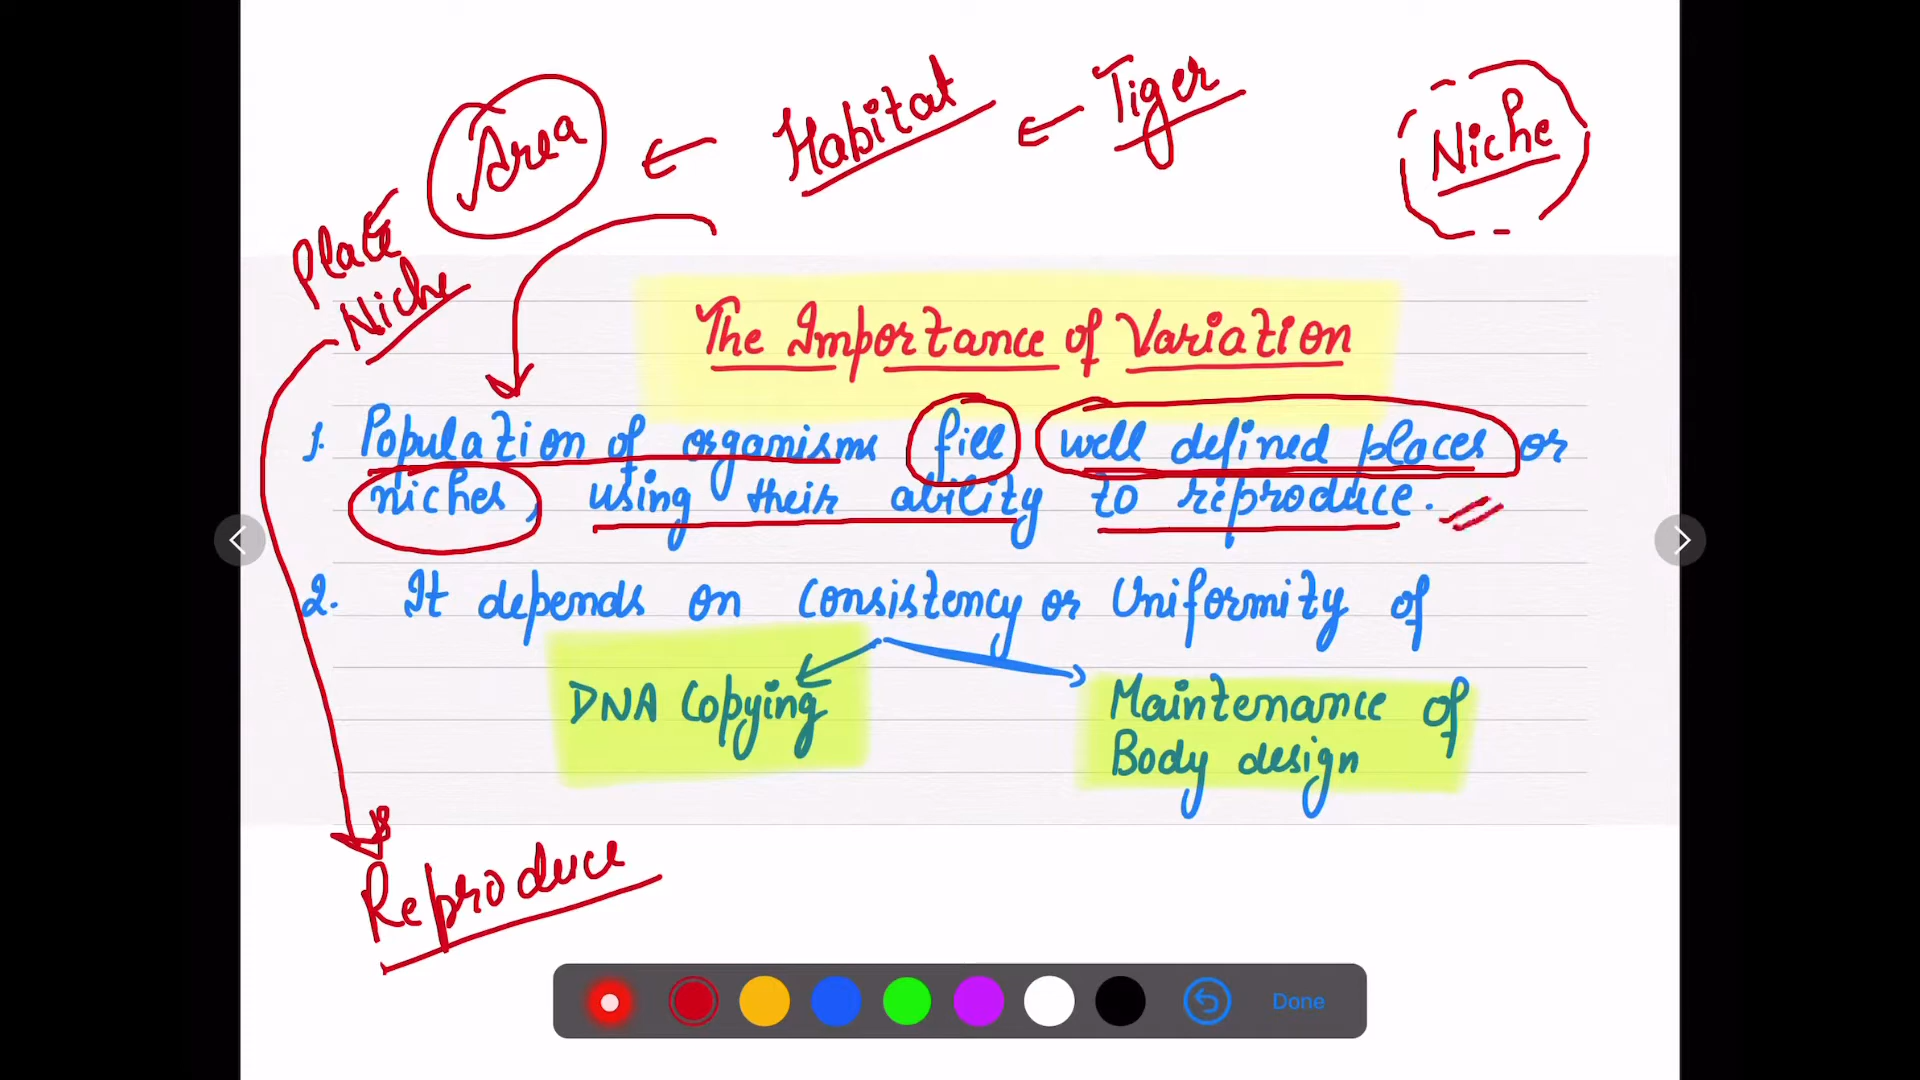 Area ← Habitat ← Tiger
Niche
Place
Niche
The Importance of Variation
1. Population of organisms fill well defined places or
niches, using their ability to reproduce.
2. It depends on Consistency or Uniformity of
DNA Copying
Maintenance of
Body design
Reproduce
Done